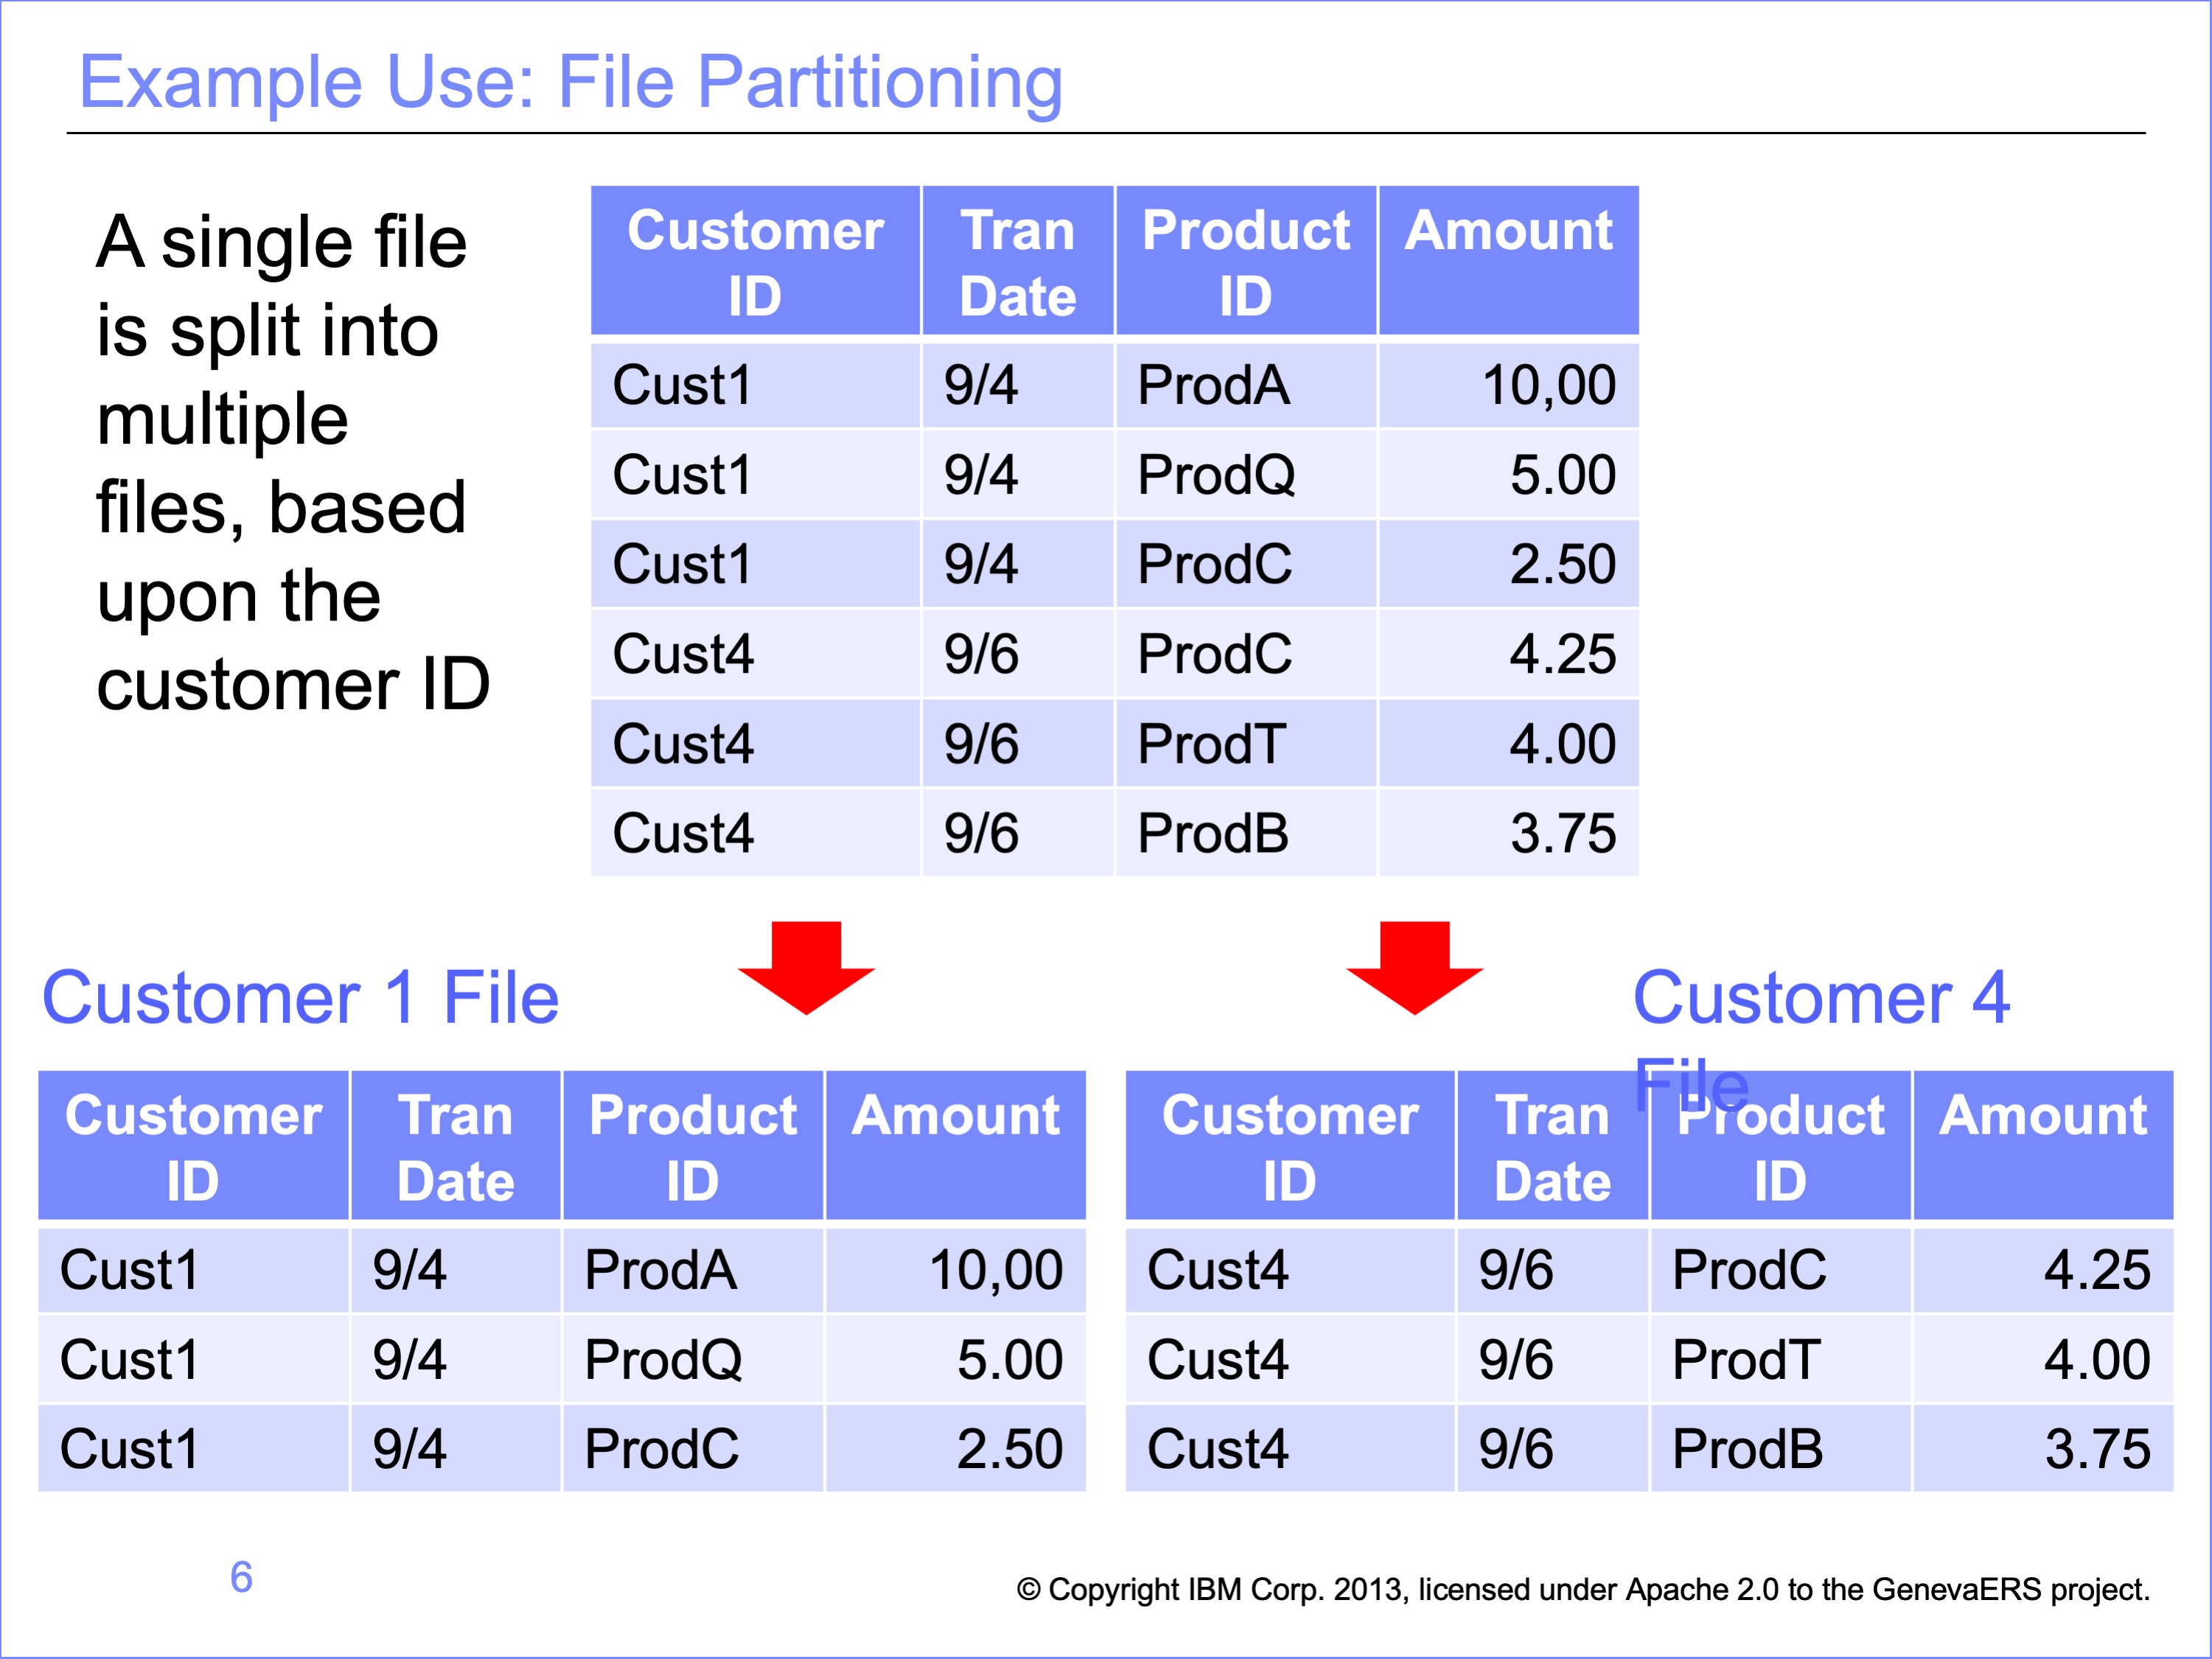 Example Use: File Partitioning
A single file
is split into
multiple
files, based
upon the
customer ID
Customer ID Tran Date Product ID Amount
Cust1 9/4 ProdA 10,00
Cust1 9/4 ProdQ 5.00
Cust1 9/4 ProdC 2.50
Cust4 9/6 ProdC 4.25
Cust4 9/6 ProdT 4.00
Cust4 9/6 ProdB 3.75
Customer 1 File
Customer ID Tran Date Product ID Amount
Cust1 9/4 ProdA 10,00
Cust1 9/4 ProdQ 5.00
Cust1 9/4 ProdC 2.50
Customer 4
File
Customer ID Tran Date Product ID Amount
Cust4 9/6 ProdC 4.25
Cust4 9/6 ProdT 4.00
Cust4 9/6 ProdB 3.75
6
© Copyright IBM Corp. 2013, licensed under Apache 2.0 to the GenevaERS project.